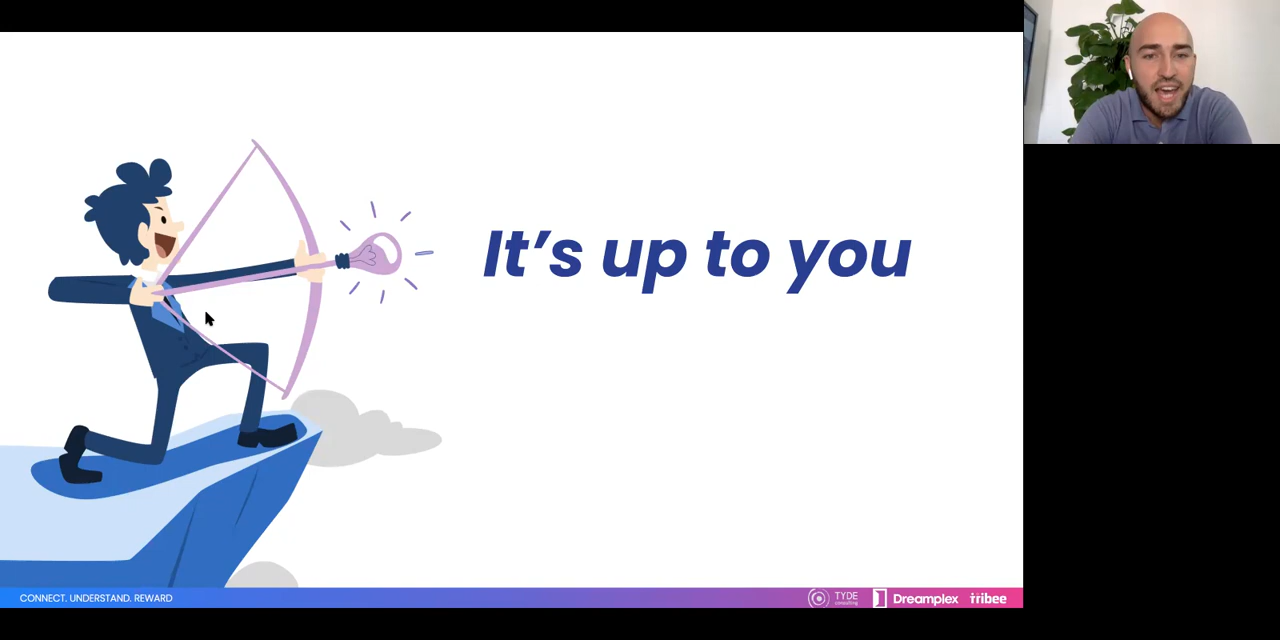 It's up to you
CONNECT. UNDERSTAND. REWARD
TYDE
consulting
Dreamplex
tribee